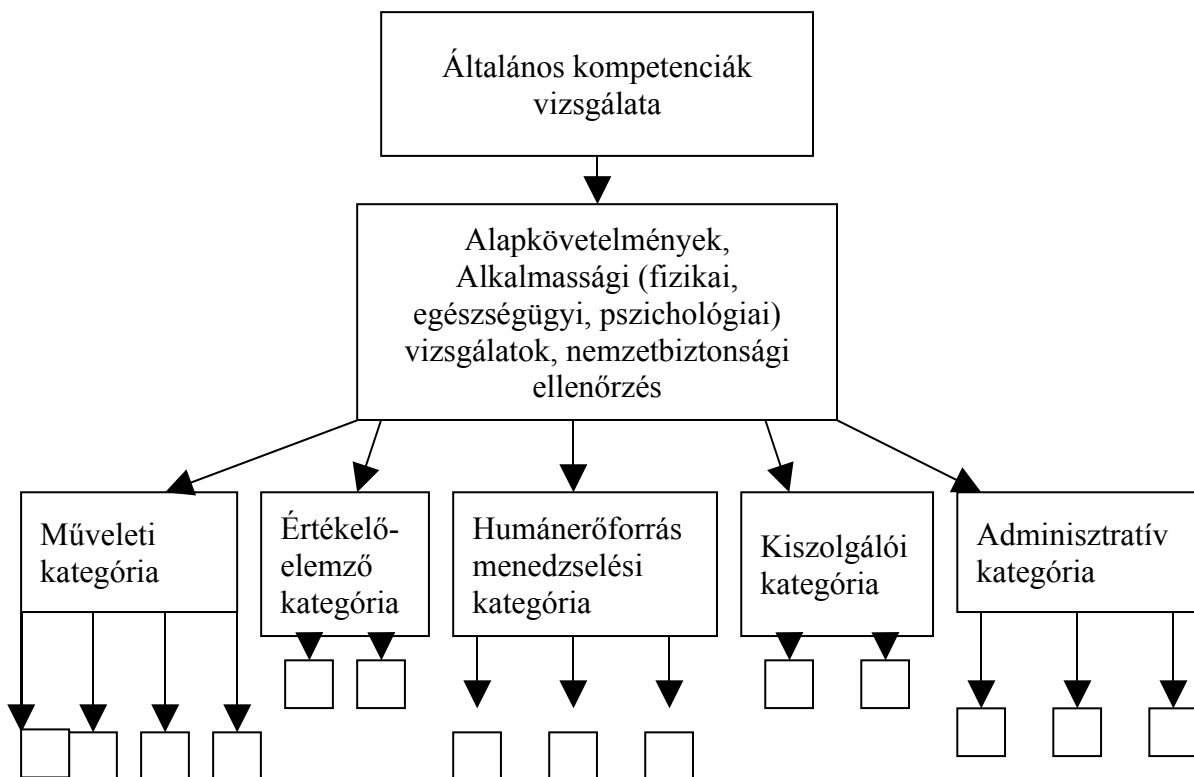 Általános kompetenciák
vizsgálata
Alapkövetelmények,
Alkalmassági (fizikai,
egészségügyi, pszichológiai)
vizsgálatok, nemzetbiztonsági
ellenőrzés
Műveleti
kategória
Értékelő-
elemző
kategória
Humánerőforrás
menedzselési
kategória
Kiszolgálói
kategória
Adminisztratív
kategória